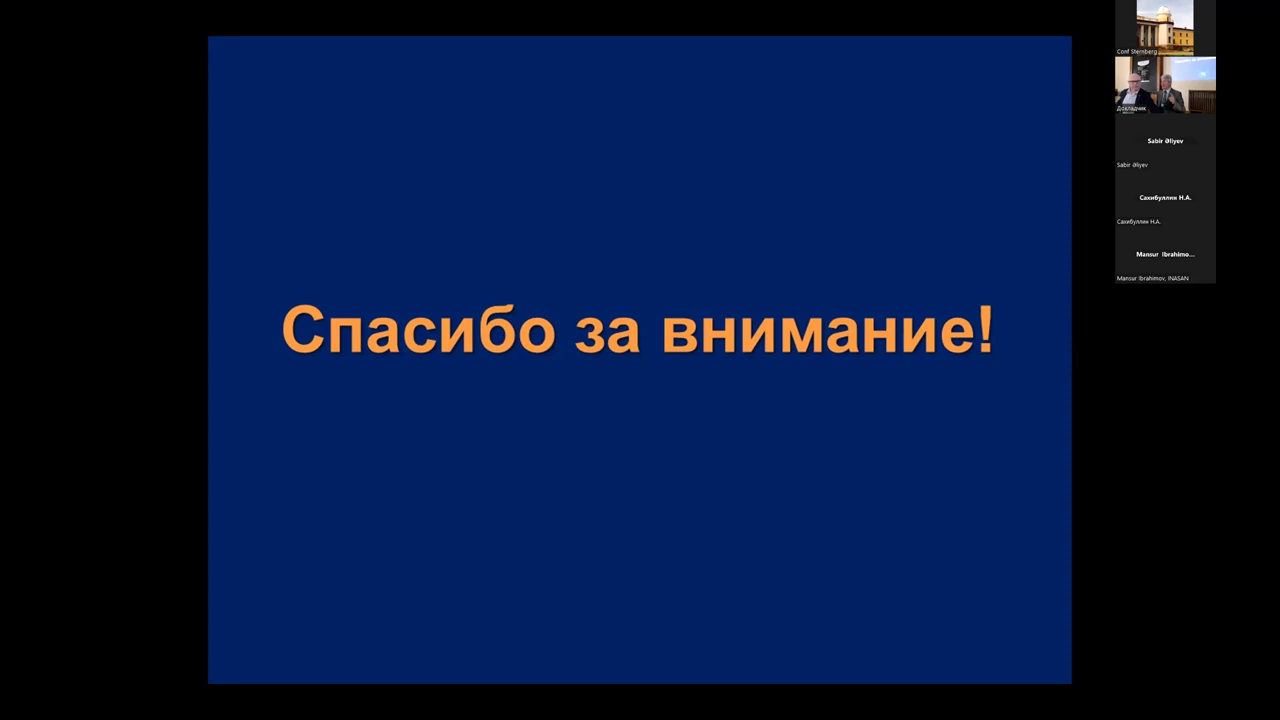 Спасибо за внимание!
Conf Sternberg
Докладчик
Sabir Əliyev
Sabir Əliyev
Сахибуллин Н.А.
Сахибуллин Н.А.
Mansur Ibrahimo...
Mansur Ibrahimov, INASAN